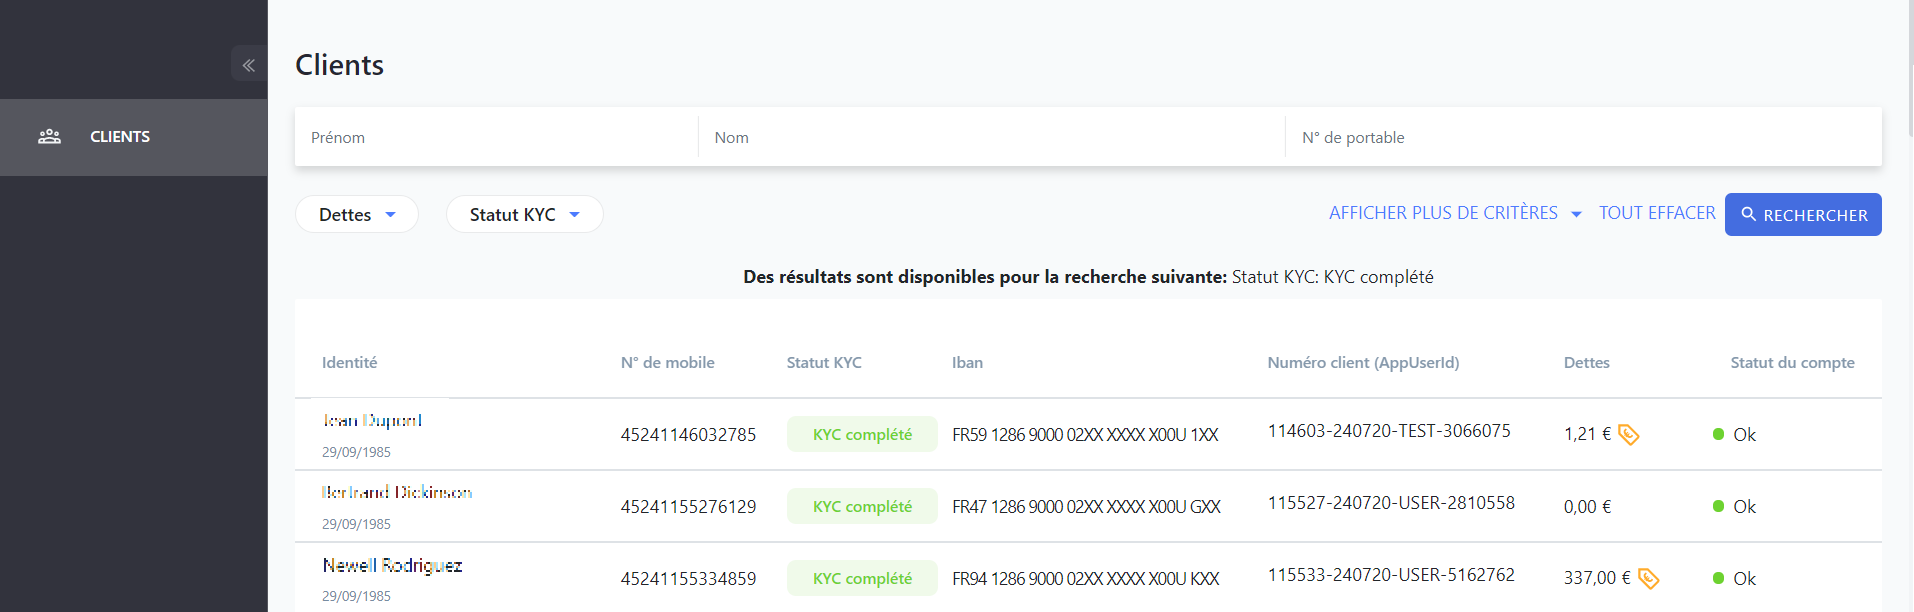 Clients
CLIENTS
Prénom Nom N° de portable
Dettes Statut KYC AFFICHER PLUS DE CRITÈRES TOUT EFFACER RECHERCHER
Des résultats sont disponibles pour la recherche suivante: Statut KYC: KYC complété
Identité N° de mobile Statut KYC Iban Numéro client (AppUserId) Dettes Statut du compte
Jean Dupond
45241146032785 KYC complété FR59 1286 9000 02XX XXXX X00U 1XX 114603-240720-TEST-3066075 1,21 € Ok
29/09/1985
Bertrand Dickinson
45241155276129 KYC complété FR47 1286 9000 02XX XXXX X00U GXX 115527-240720-USER-2810558 0,00 € Ok
29/09/1985
Newell Rodriguez
45241155334859 KYC complété FR94 1286 9000 02XX XXXX X00U KXX 115533-240720-USER-5162762 337,00 € Ok
29/09/1985